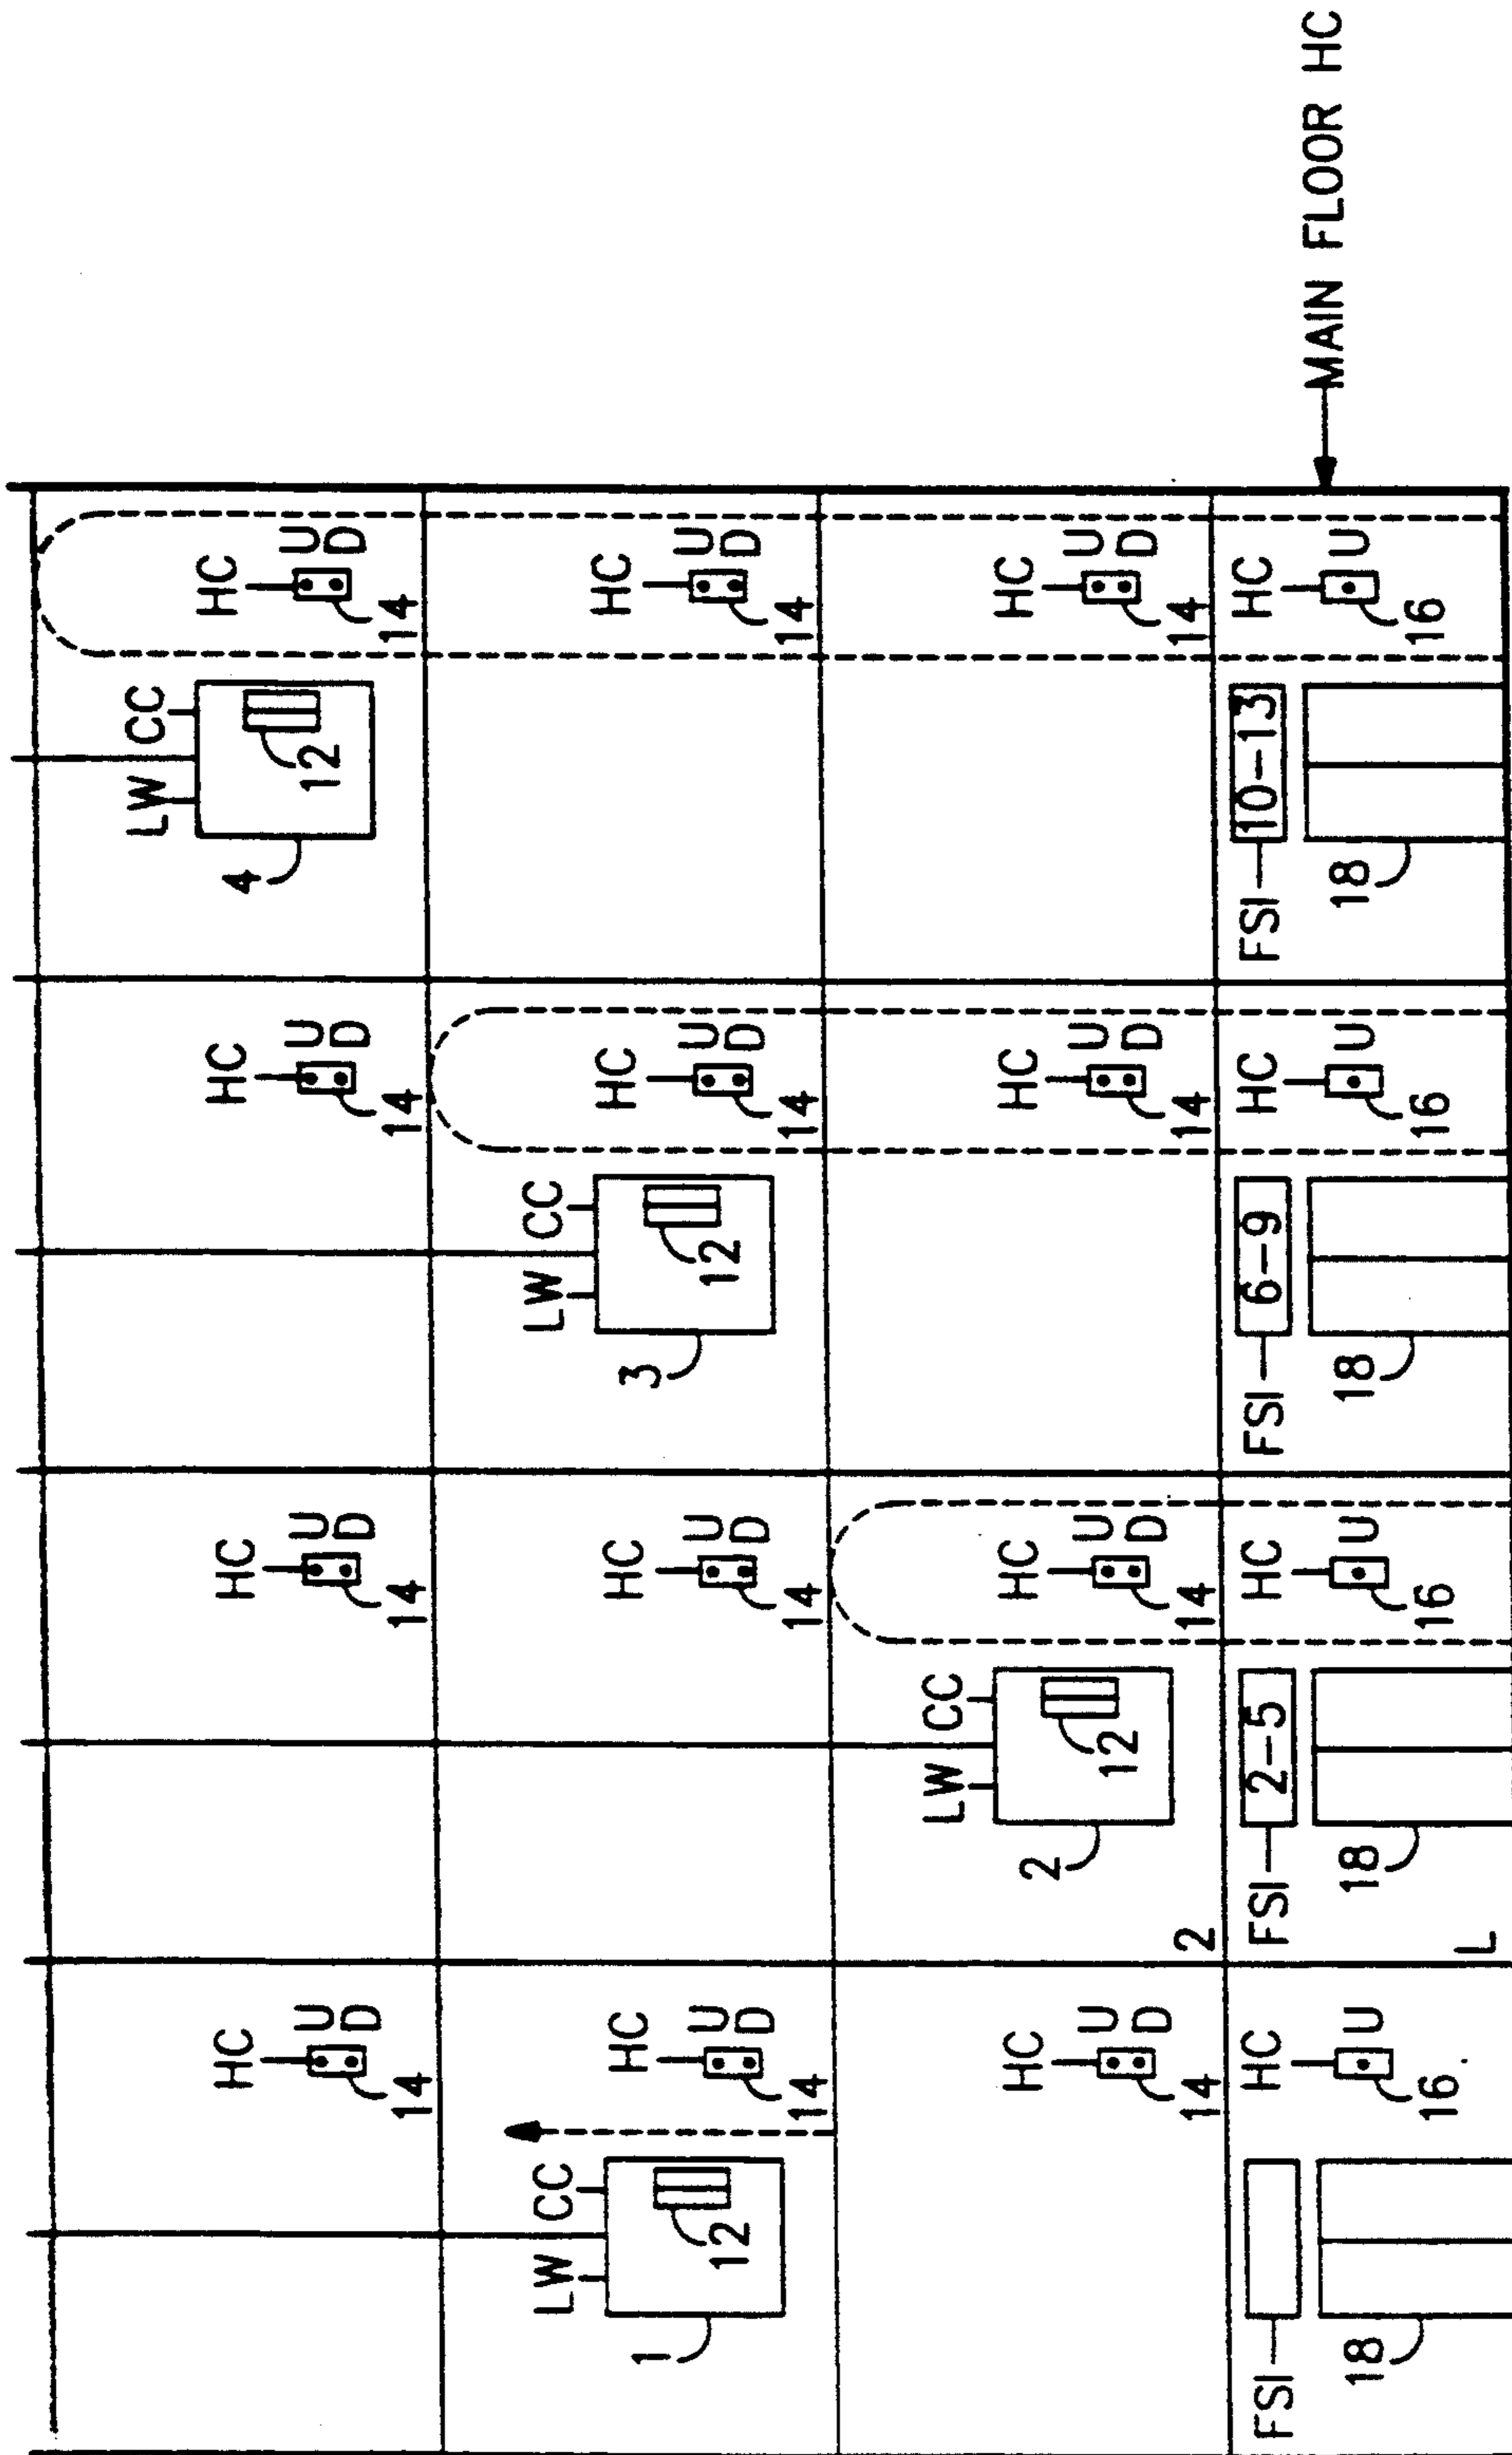 LW CC
HC HC HC HC
4
U U U U
12
D D D D
14 14 14 14
LW CC LW CC
HC HC HC HC
1 3
U U U U
12 12
D D D D
14 14 14 14
LW CC
HC HC HC HC
2
U U U U
12
D D D D
14 2 14 14 14
HC HC HC HC
FSI FSI 2-5 FSI 6-9 FSI 10-13
U U U U MAIN FLOOR HC
18 18 18 18
16 16 16 16
L